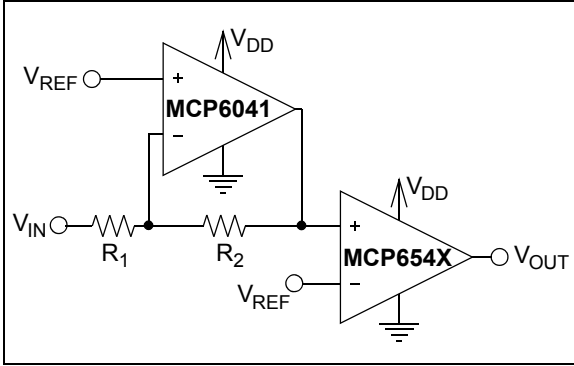 V_DD
V_REF
+
MCP6041
−
V_IN
R_1
R_2
V_DD
+
MCP654X
V_OUT
V_REF
−